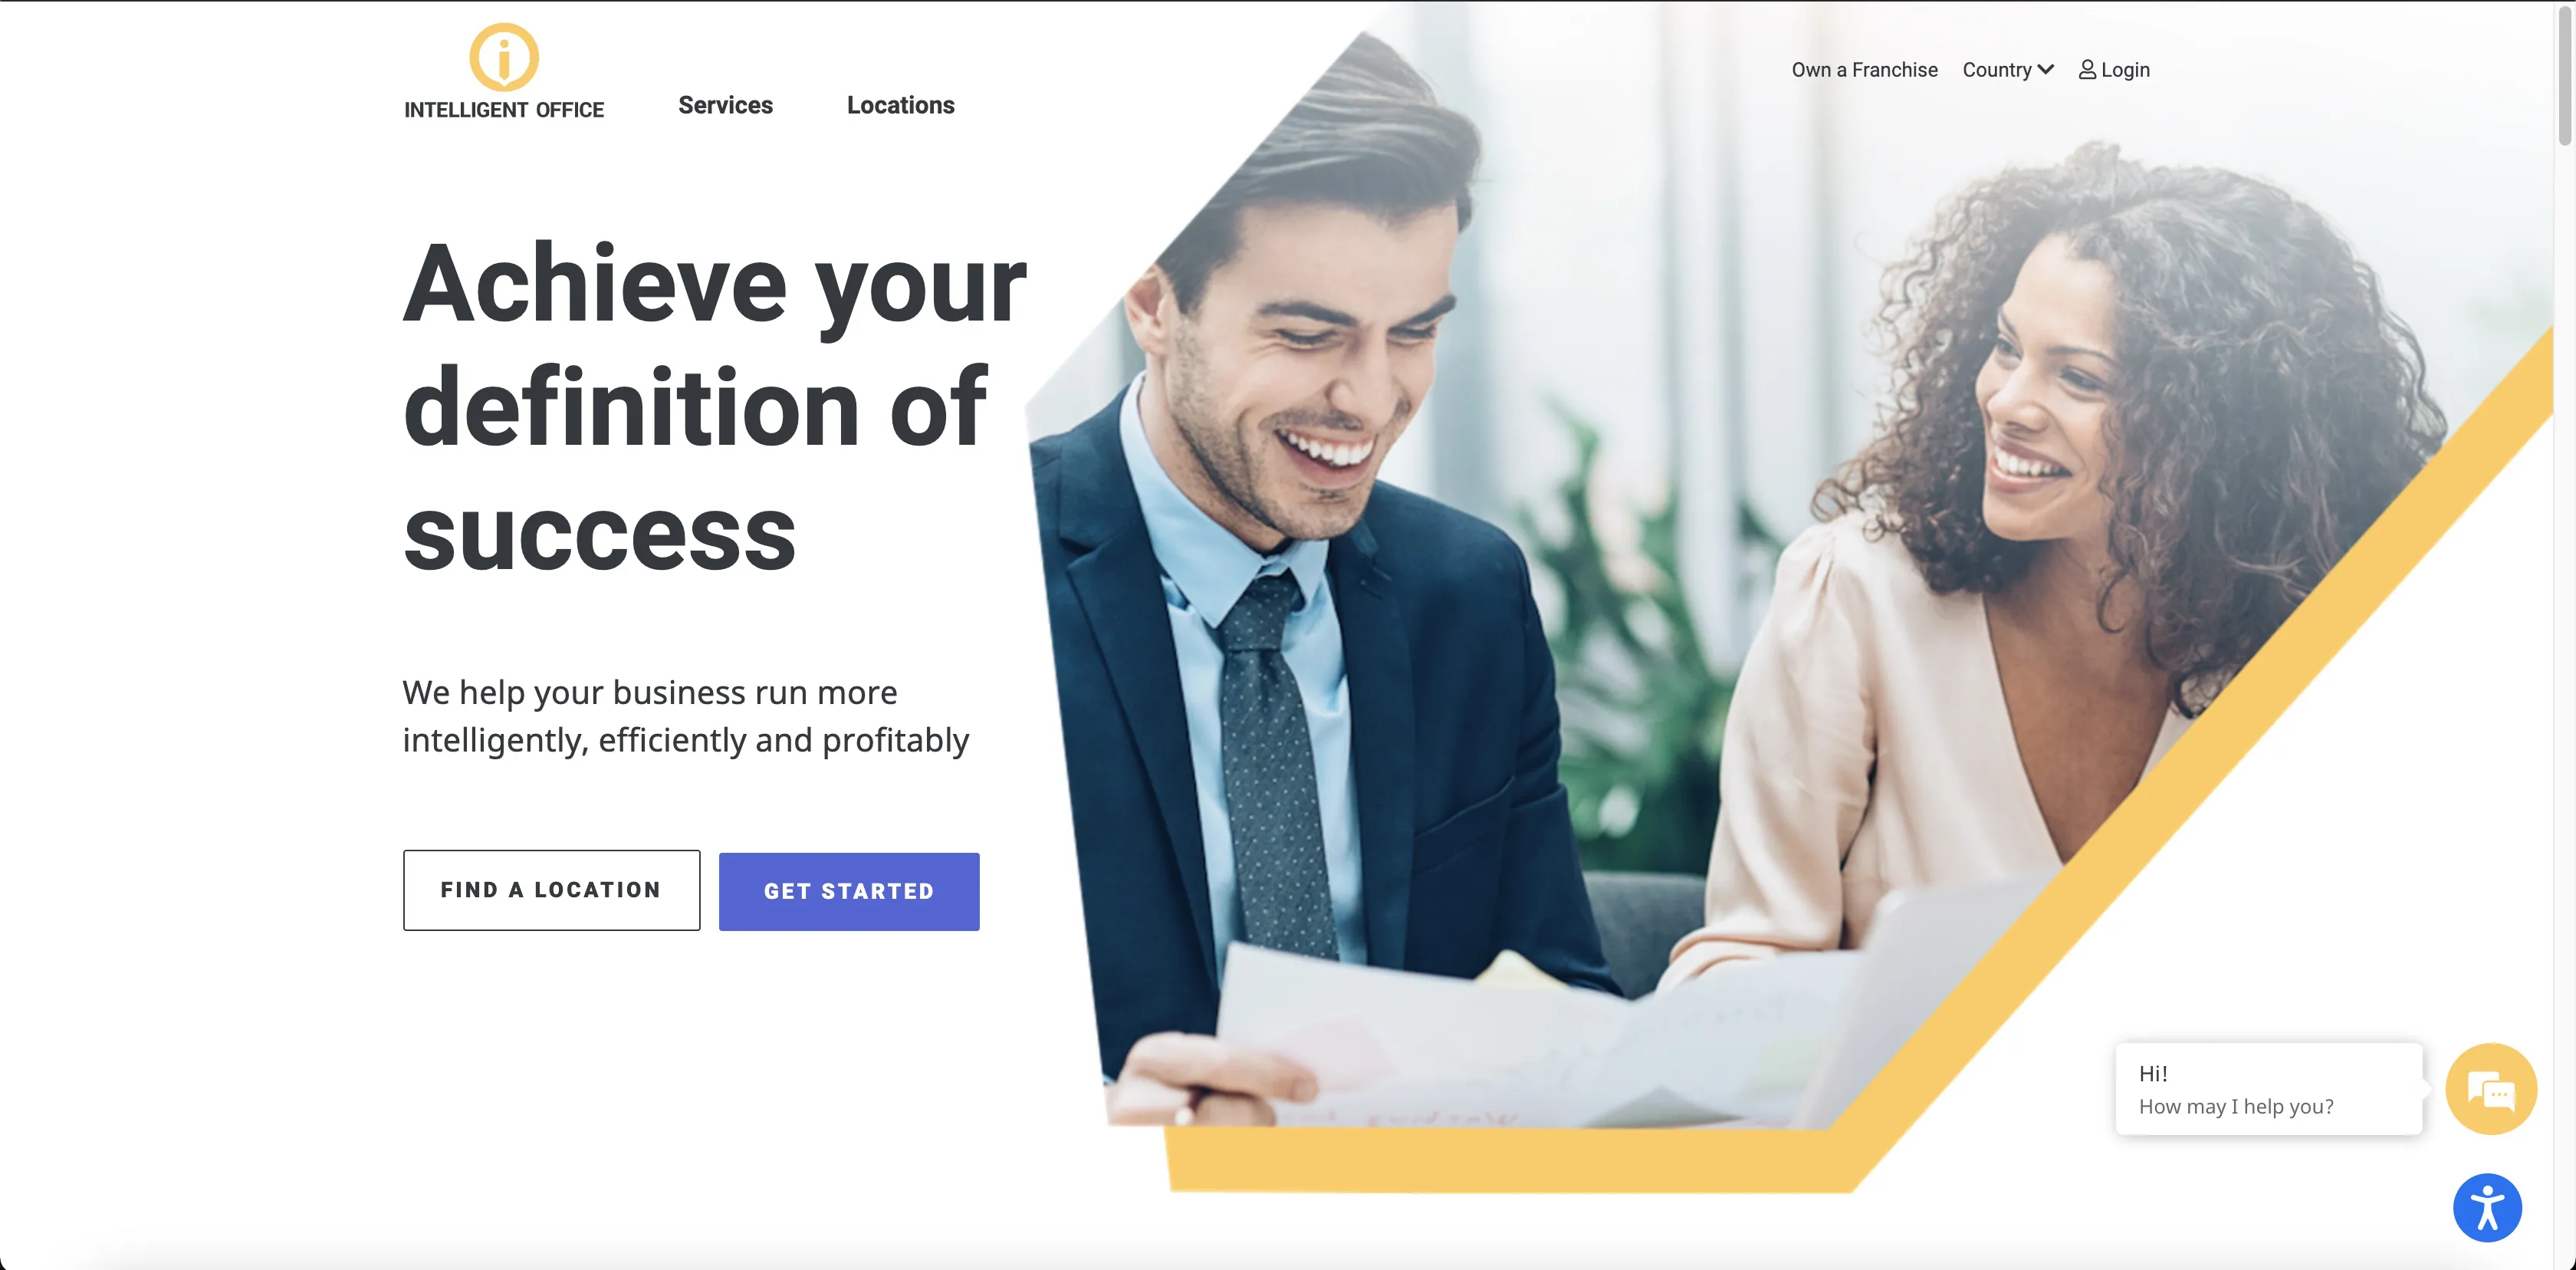 INTELLIGENT OFFICE
Services
Locations
Own a Franchise
Country
Login
Achieve your
definition of
success
We help your business run more
intelligently, efficiently and profitably
FIND A LOCATION
GET STARTED
Hi!
How may I help you?